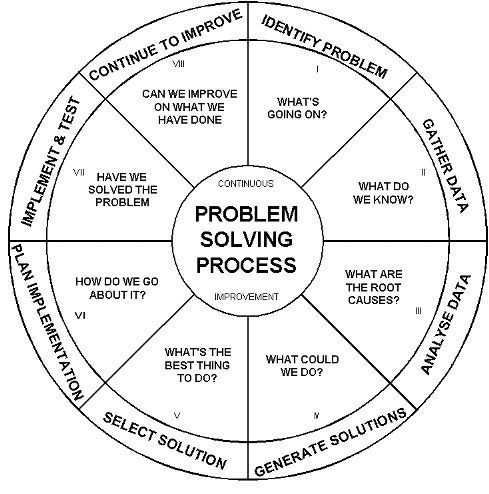 CONTINUOUS
PROBLEM
SOLVING
PROCESS
IMPROVEMENT
IDENTIFY PROBLEM
I
WHAT'S
GOING ON?
GATHER DATA
II
WHAT DO
WE KNOW?
ANALYSE DATA
WHAT ARE
THE ROOT
CAUSES?
III
GENERATE SOLUTIONS
WHAT COULD
WE DO?
IV
SELECT SOLUTION
WHAT'S THE
BEST THING
TO DO?
V
PLAN IMPLEMENTATION
HOW DO WE GO
ABOUT IT?
VI
IMPLEMENT & TEST
VII
HAVE WE
SOLVED THE
PROBLEM
CONTINUE TO IMPROVE
VIII
CAN WE IMPROVE
ON WHAT WE
HAVE DONE